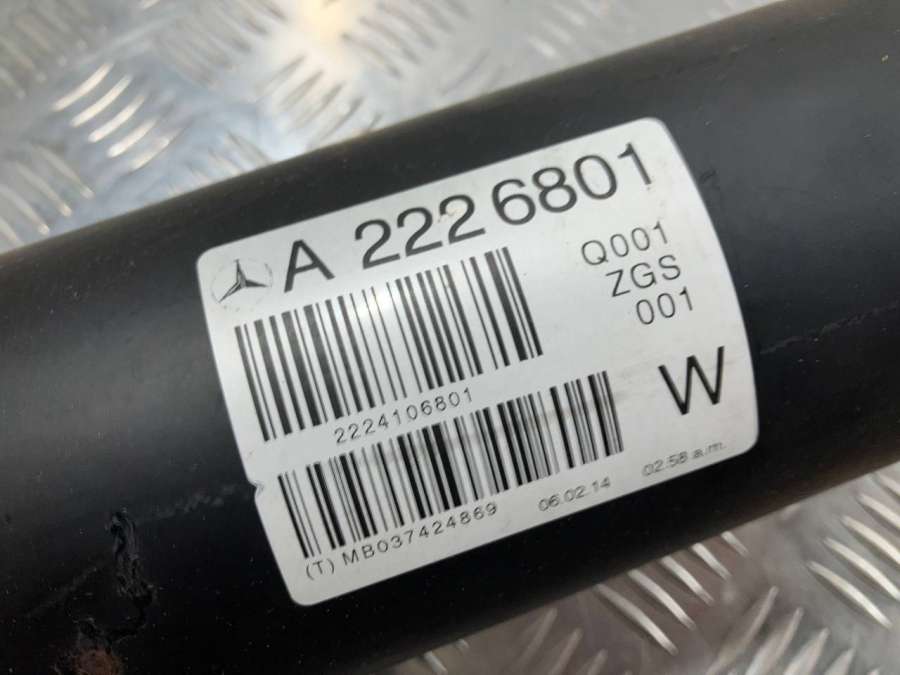 A 222 6801
Q001
ZGS
001
2224106801
W
(T) MB037424869
06.02.14
02:58 a.m.